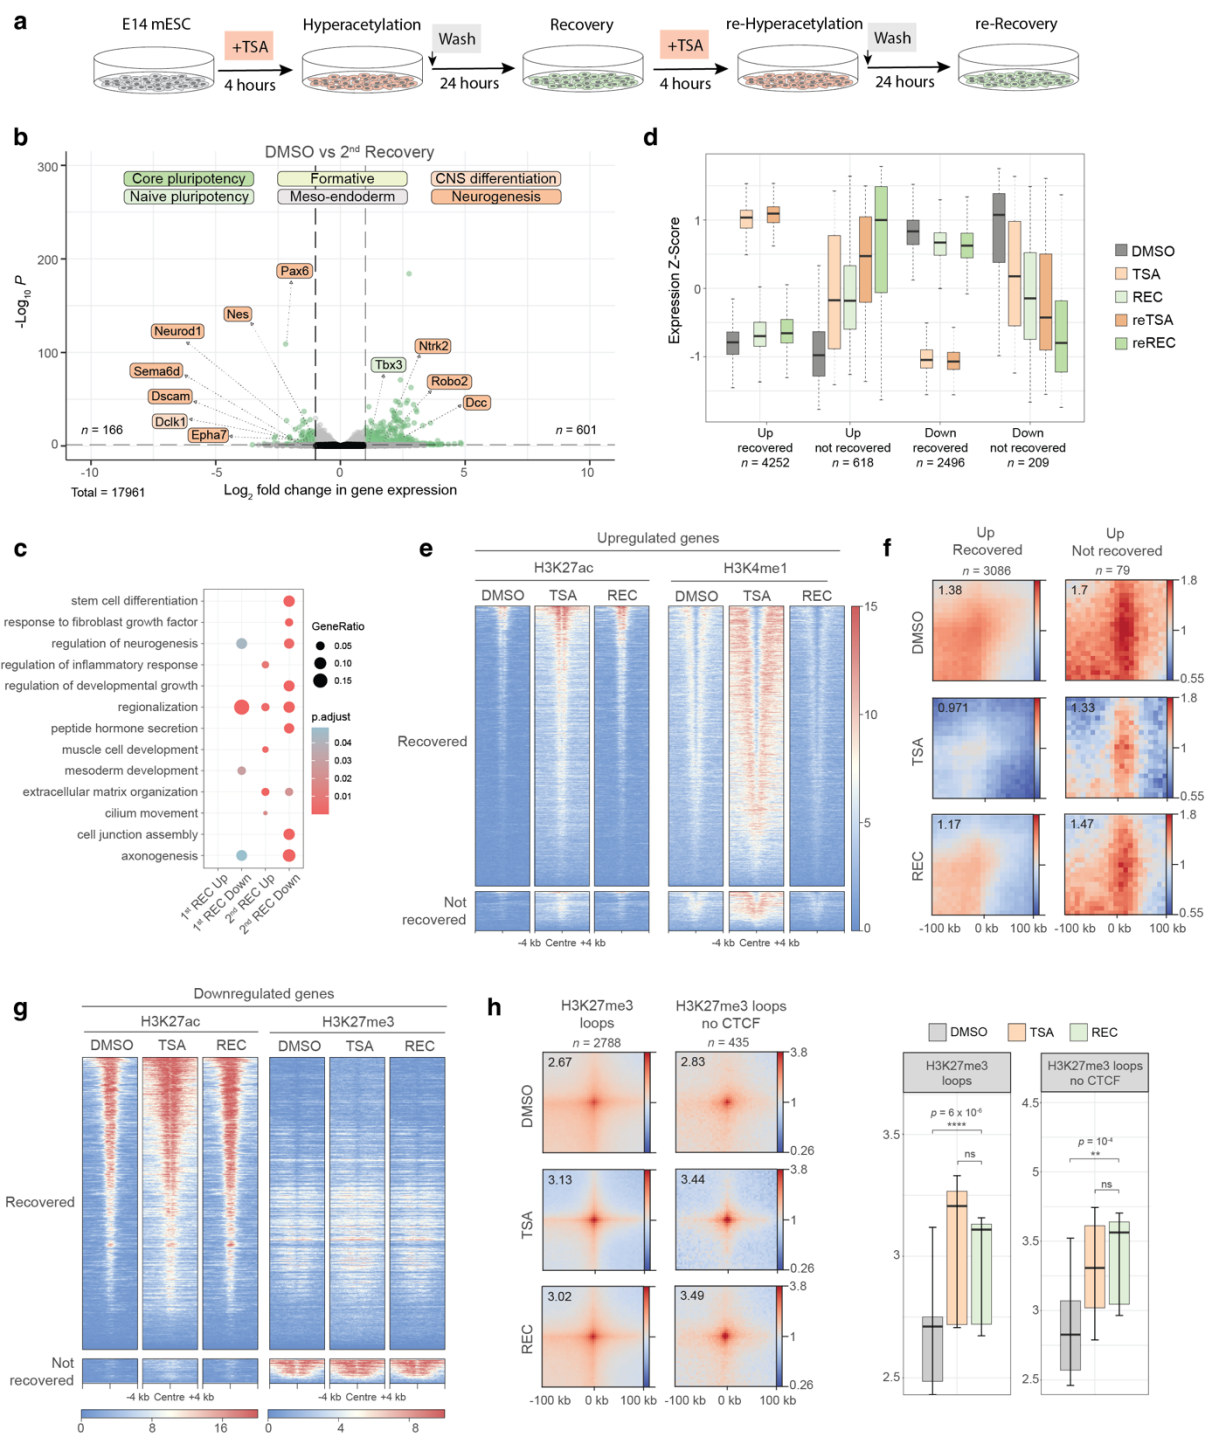 a
E14 mESC
Hyperacetylation
Recovery
re-Hyperacetylation
re-Recovery
+TSA
Wash
+TSA
Wash
4 hours
24 hours
4 hours
24 hours
b
DMSO vs 2nd Recovery
Core pluripotency
Formative
CNS differentiation
Naive pluripotency
Meso-endoderm
Neurogenesis
300
200
100
0
-Log10 P
Pax6
Nes
Neurod1
Sema6d
Dscam
Dclk1
Epha7
Tbx3
Ntrk2
Robo2
Dcc
n = 166
n = 601
-10
-5
0
5
10
Total = 17961
Log2 fold change in gene expression
d
Expression Z-Score
1
0
-1
Up
recovered
n = 4252
Up
not recovered
n = 618
Down
recovered
n = 2496
Down
not recovered
n = 209
DMSO
TSA
REC
reTSA
reREC
c
stem cell differentiation
response to fibroblast growth factor
regulation of neurogenesis
regulation of inflammatory response
regulation of developmental growth
regionalization
peptide hormone secretion
muscle cell development
mesoderm development
extracellular matrix organization
cilium movement
cell junction assembly
axonogenesis
1st REC Up
1st REC Down
2nd REC Up
2nd REC Down
GeneRatio
0.05
0.10
0.15
p.adjust
0.04
0.03
0.02
0.01
e
Upregulated genes
H3K27ac
H3K4me1
DMSO TSA REC DMSO TSA REC
Recovered
Not
recovered
-4 kb Centre +4 kb
-4 kb Centre +4 kb
15
10
5
0
f
Up
Recovered
n = 3086
Up
Not recovered
n = 79
DMSO
1.38
1.7
1.8
1
0.55
TSA
0.971
1.33
1.8
1
0.55
REC
1.17
1.47
1.8
1
0.55
-100 kb 0 kb 100 kb
-100 kb 0 kb 100 kb
g
Downregulated genes
H3K27ac
H3K27me3
DMSO TSA REC DMSO TSA REC
Recovered
Not
recovered
-4 kb Centre +4 kb
-4 kb Centre +4 kb
0 8 16
0 4 8
h
H3K27me3
loops
n = 2788
H3K27me3 loops
no CTCF
n = 435
DMSO
2.67
2.83
3.8
1
0.26
TSA
3.13
3.44
3.8
1
0.26
REC
3.02
3.49
3.8
1
0.26
-100 kb 0 kb 100 kb
-100 kb 0 kb 100 kb
DMSO
TSA
REC
H3K27me3
loops
p = 6 x 10-6
****
ns
3.5
3
2.5
H3K27me3 loops
no CTCF
p = 10-4
**
ns
4.5
5
3.5
3
2.5